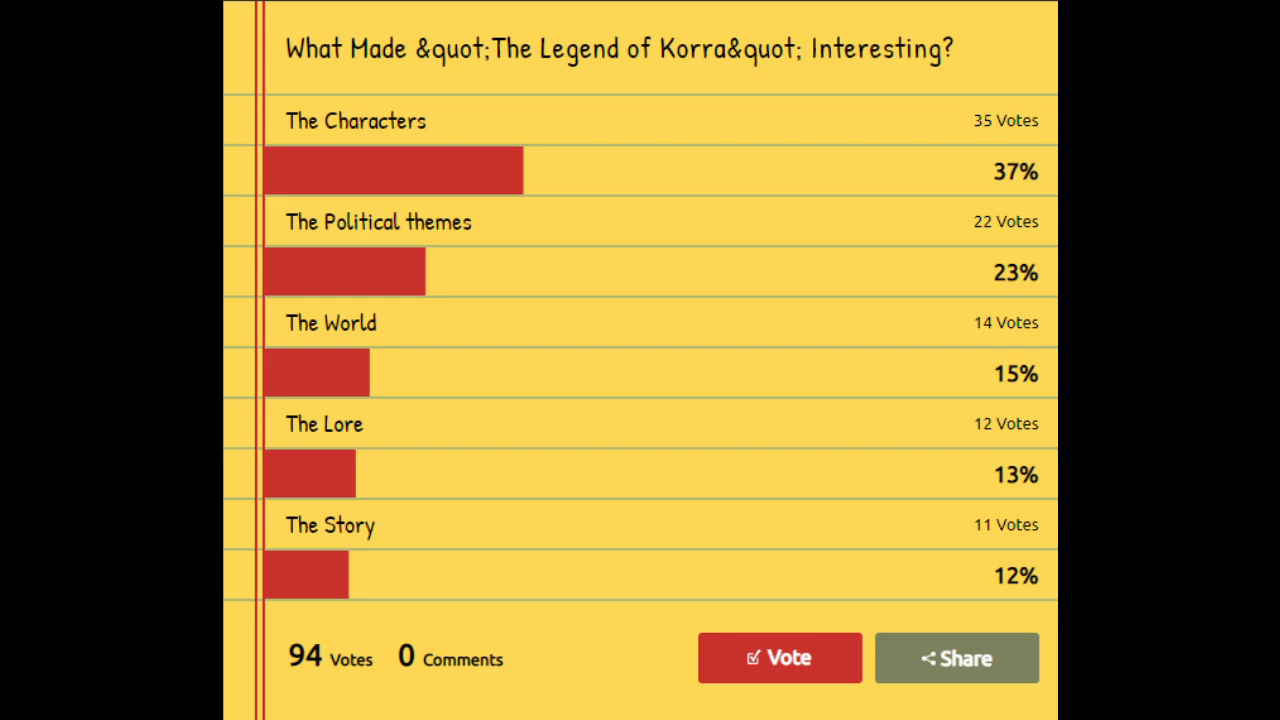 What Made &quot;The Legend of Korra&quot; Interesting?
The Characters 35 Votes
37%
The Political themes 22 Votes
23%
The World 14 Votes
15%
The Lore 12 Votes
13%
The Story 11 Votes
12%
94 Votes 0 Comments Vote Share